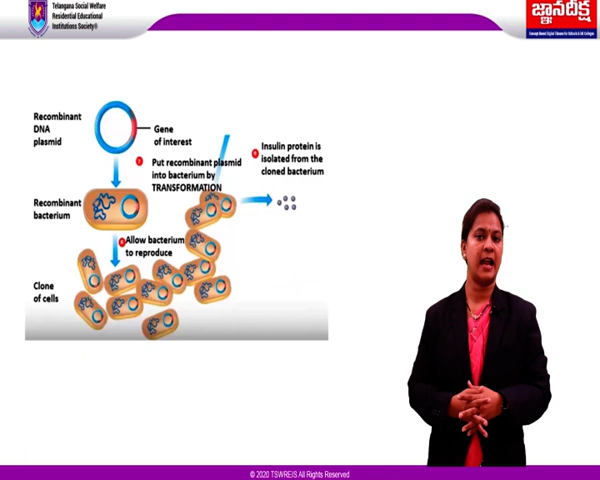 Telangana Social Welfare
Residential Educational
Institutions Society®
జ్ఞానదీక్ష
Recombinant
DNA
plasmid
Gene
of interest
Put recombinant plasmid
into bacterium by
TRANSFORMATION
Insulin protein is
isolated from the
cloned bacterium
Recombinant
bacterium
Allow bacterium
to reproduce
Clone
of cells
© 2020 TSWREIS All Rights Reserved